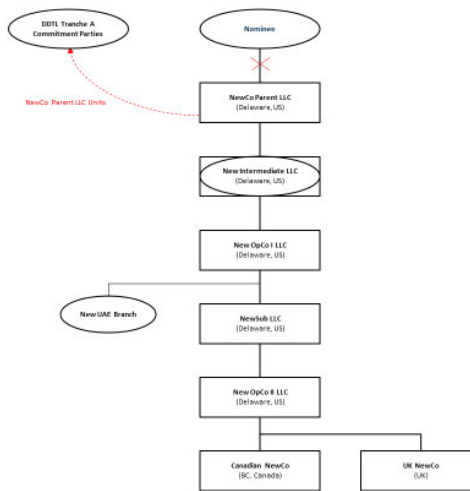 DDTL Tranche A
Commitment Parties
Nominee
NewCo Parent LLC Units
NewCo Parent LLC
(Delaware, US)
New Intermediate LLC
(Delaware, US)
New OpCo I LLC
(Delaware, US)
New UAE Branch
NewSub LLC
(Delaware, US)
New OpCo II LLC
(Delaware, US)
Canadian NewCo
(BC, Canada)
UK NewCo
(UK)